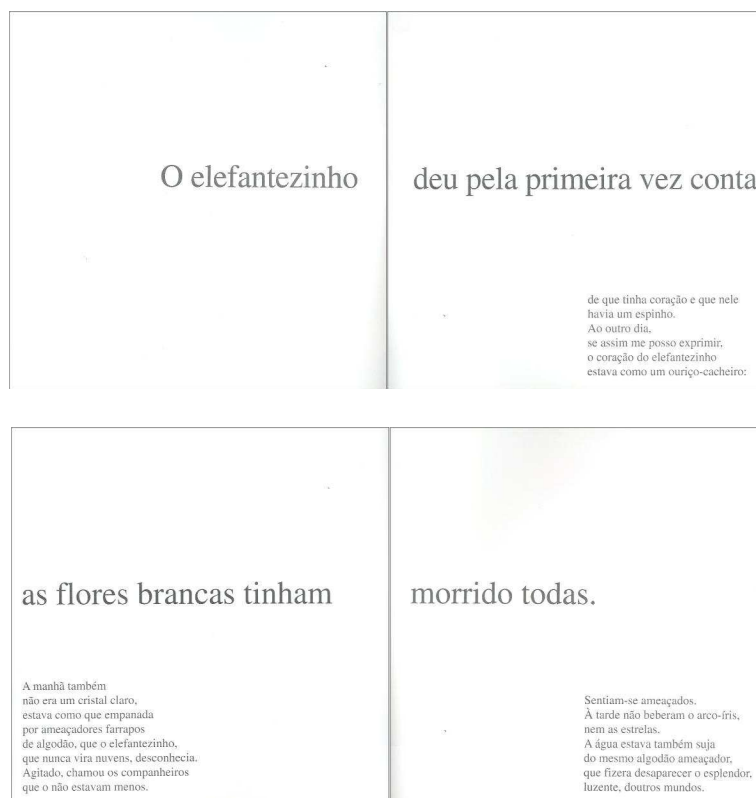 O elefantezinho
deu pela primeira vez conta
de que tinha coração e que nele
havia um espinho.
Ao outro dia,
se assim me posso exprimir,
o coração do elefantezinho
estava como um ouriço-cacheiro:
as flores brancas tinham
morrido todas.
A manhã também
não era um cristal claro,
estava como que empanada
por ameaçadores farrapos
de algodão, que o elefantezinho,
que nunca vira nuvens, desconhecia.
Agitado, chamou os companheiros
que o não estavam menos.
Sentiam-se ameaçados.
À tarde não beberam o arco-íris,
nem as estrelas.
A água estava também suja
do mesmo algodão ameaçador,
que fizera desaparecer o esplendor,
luzente, doutros mundos.